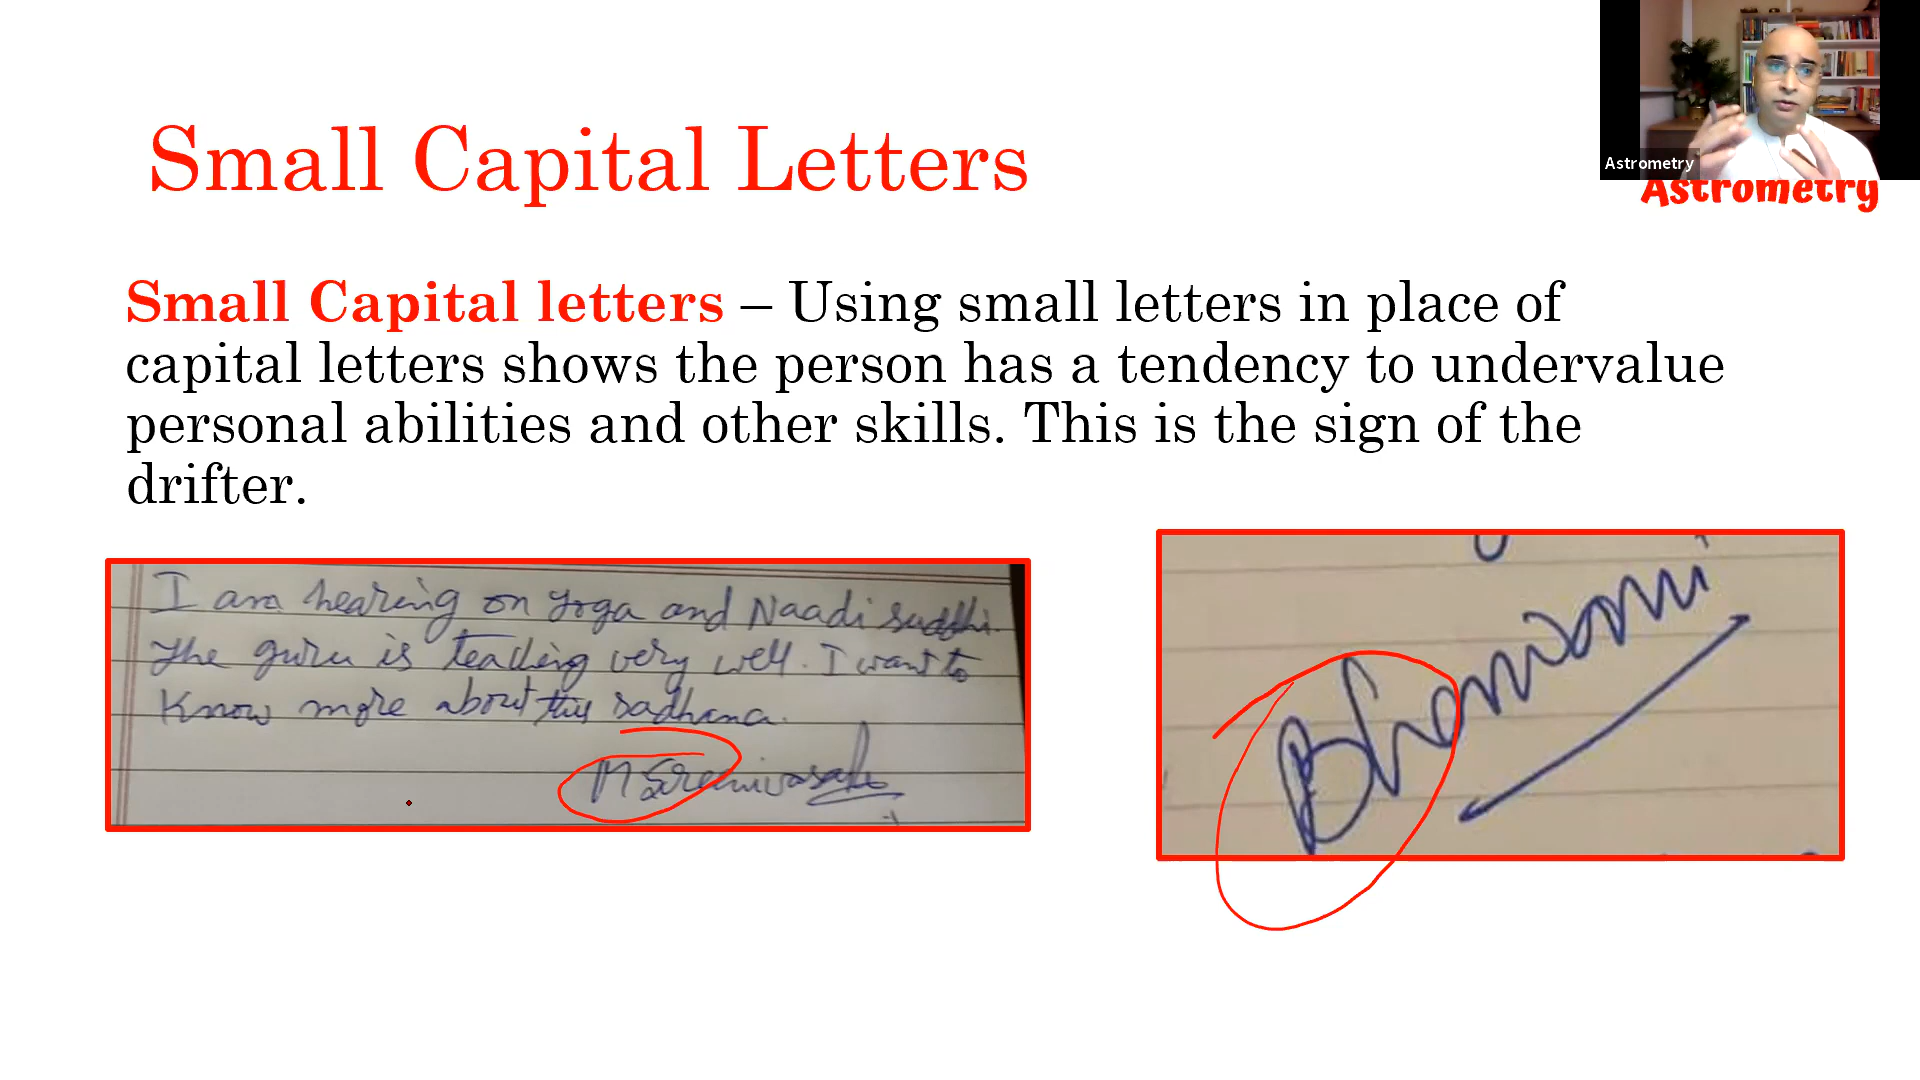 Astrometry
Astrometry
Small Capital Letters
Small Capital letters – Using small letters in place of
capital letters shows the person has a tendency to undervalue
personal abilities and other skills. This is the sign of the
drifter.
I am hearing on yoga and Naadi suddhi.
The guru is teaching very well. I want to
Know more about this sadhana.
M